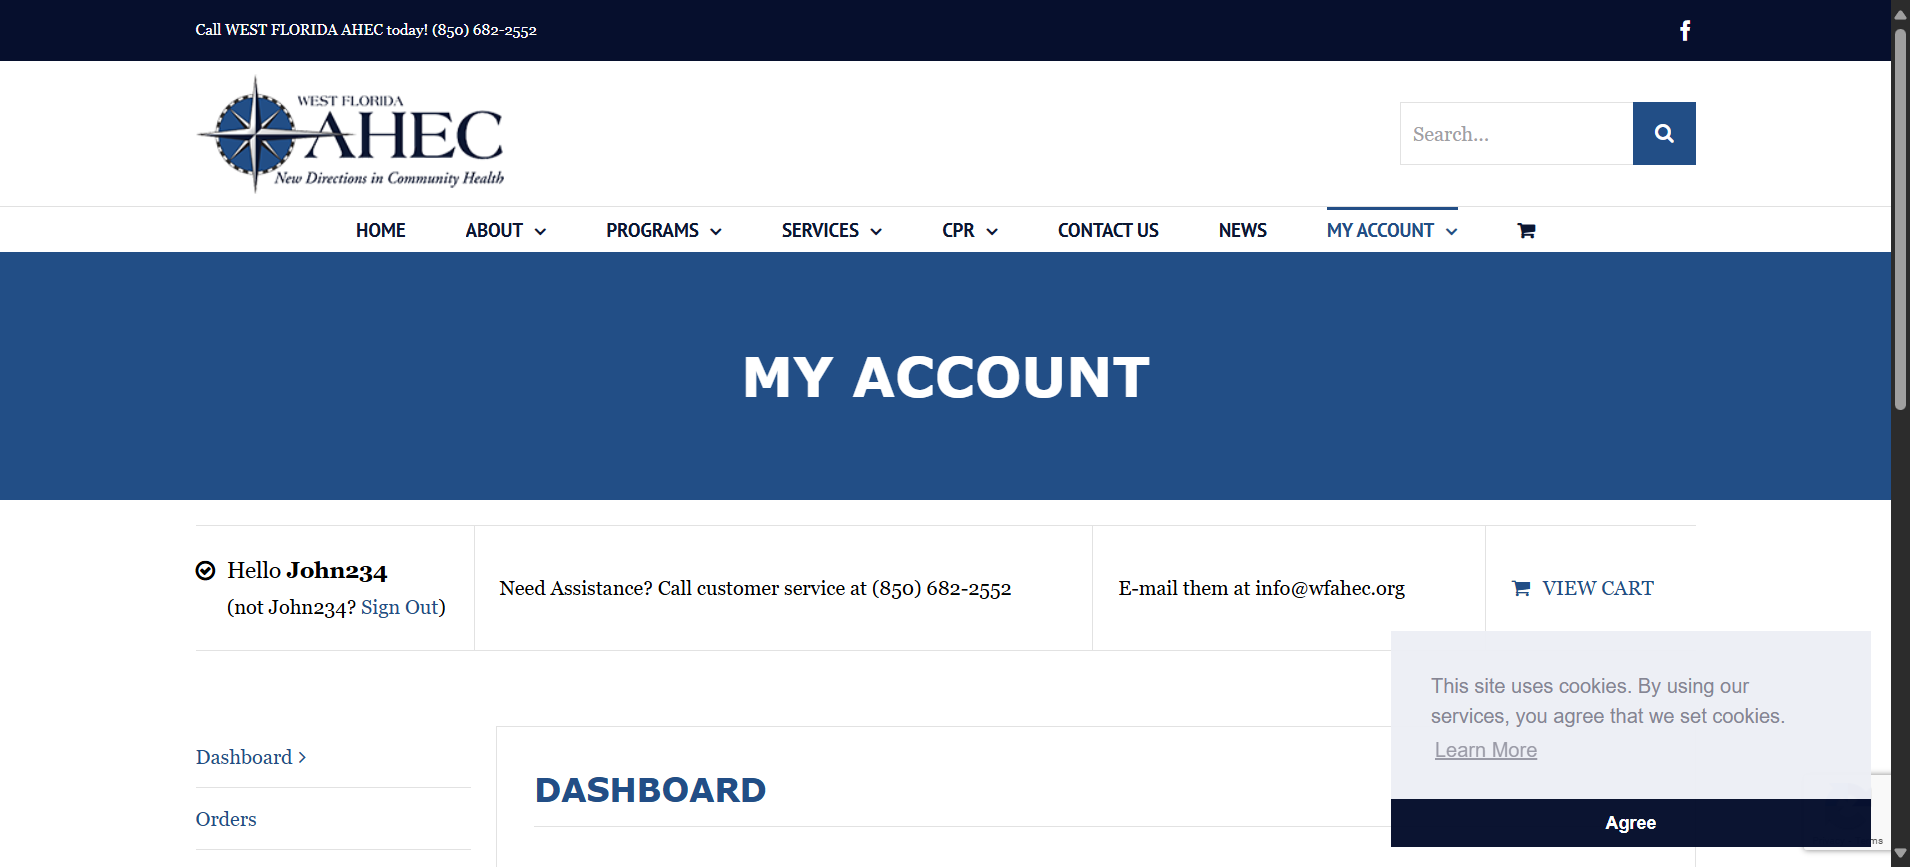 Call WEST FLORIDA AHEC today! (850) 682-2552
WEST FLORIDA
AHEC
New Directions in Community Health
Search...
HOME
ABOUT
PROGRAMS
SERVICES
CPR
CONTACT US
NEWS
MY ACCOUNT
MY ACCOUNT
Hello John234
(not John234? Sign Out)
Need Assistance? Call customer service at (850) 682-2552
E-mail them at info@wfahec.org
VIEW CART
This site uses cookies. By using our
services, you agree that we set cookies.
Learn More
Agree
Dashboard
DASHBOARD
Orders